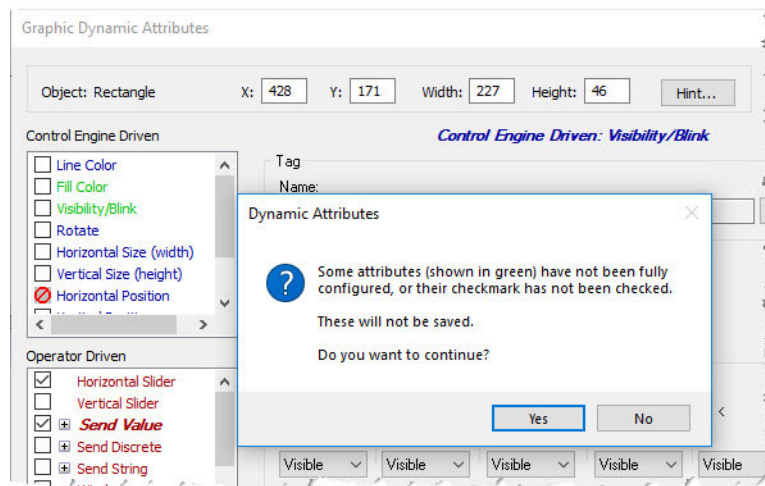 Graphic Dynamic Attributes
Object: Rectangle X: 428 Y: 171 Width: 227 Height: 46 Hint...
Control Engine Driven
Control Engine Driven: Visibility/Blink
Line Color
Fill Color
Visibility/Blink
Rotate
Horizontal Size (width)
Vertical Size (height)
Horizontal Position
Tag
Name:
Dynamic Attributes
Some attributes (shown in green) have not been fully
configured, or their checkmark has not been checked.
These will not be saved.
Do you want to continue?
Yes No
Operator Driven
Horizontal Slider
Vertical Slider
Send Value
Send Discrete
Send String
Visible Visible Visible Visible Visible